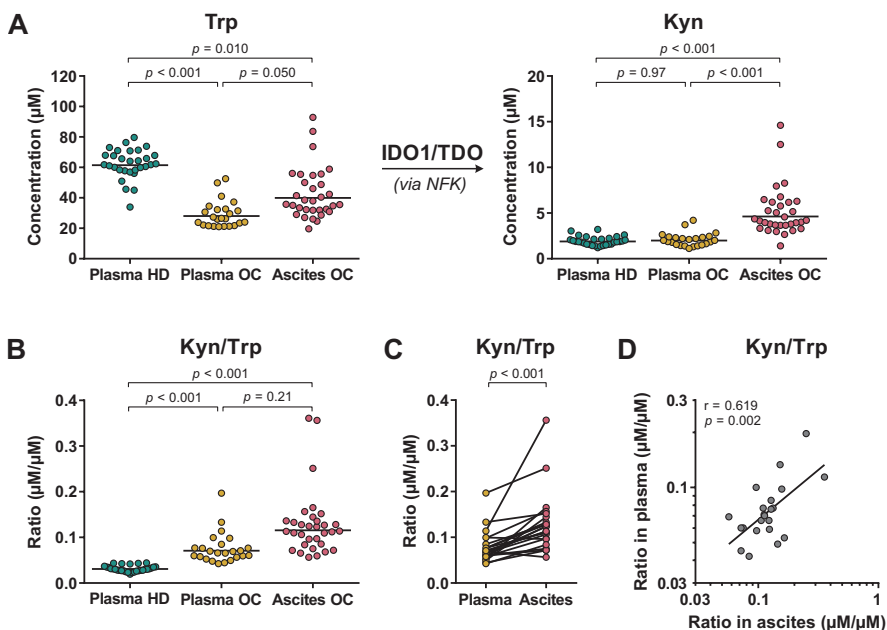 A
Trp
p = 0.010
p < 0.001
p = 0.050
Concentration (µM)
120
100
80
60
40
20
0
Plasma HD
Plasma OC
Ascites OC
IDO1/TDO
(via NFK)
Kyn
p < 0.001
p = 0.97
p < 0.001
Concentration (µM)
20
15
10
5
0
Plasma HD
Plasma OC
Ascites OC
B
Kyn/Trp
p < 0.001
p < 0.001
p = 0.21
Ratio (µM/µM)
0.4
0.3
0.2
0.1
0.0
Plasma HD
Plasma OC
Ascites OC
C
Kyn/Trp
p < 0.001
Ratio (µM/µM)
0.4
0.3
0.2
0.1
0.0
Plasma
Ascites
D
Kyn/Trp
r = 0.619
p = 0.002
Ratio in plasma (µM/µM)
0.3
0.1
0.03
0.03
0.1
1
Ratio in ascites (µM/µM)